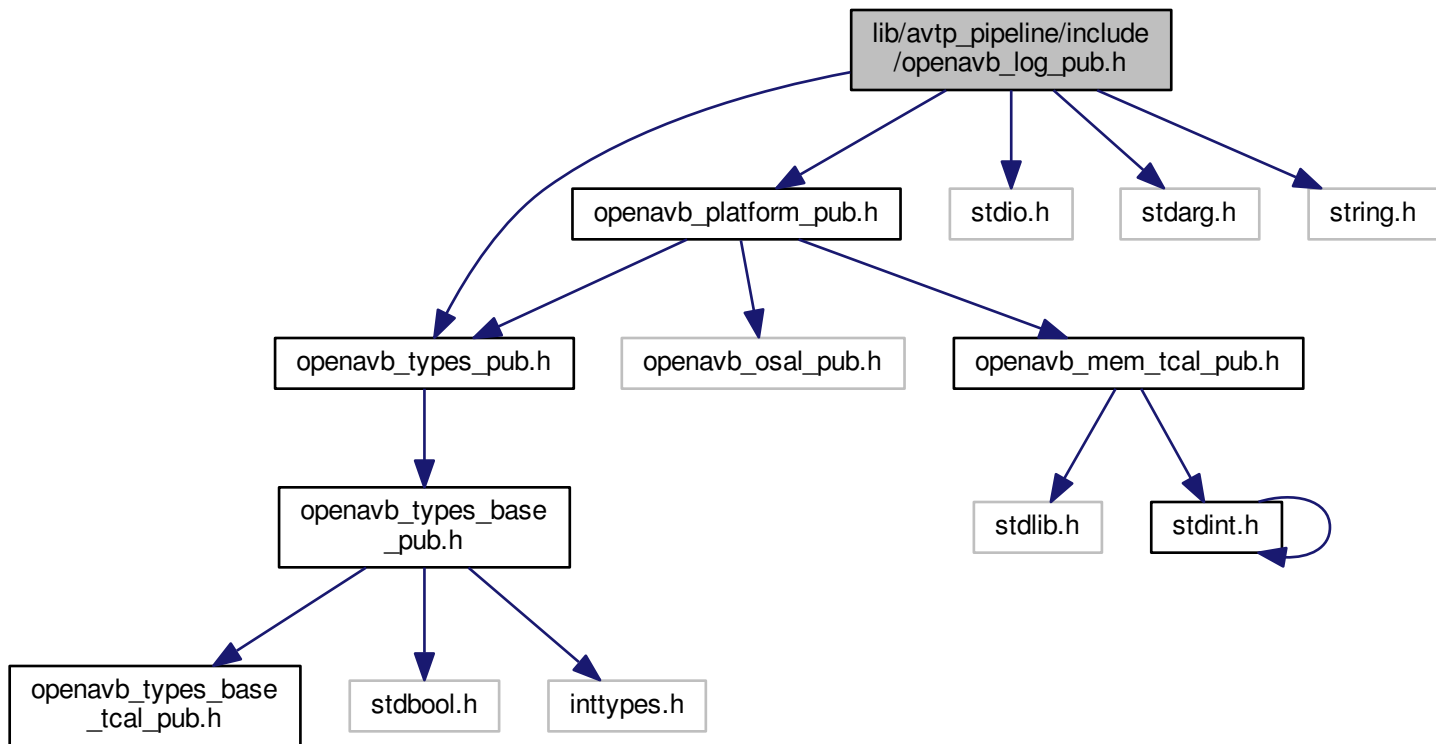 lib/avtp_pipeline/include
/openavb_log_pub.h
openavb_platform_pub.h
stdio.h
stdarg.h
string.h
openavb_types_pub.h
openavb_osal_pub.h
openavb_mem_tcal_pub.h
openavb_types_base
_pub.h
stdlib.h
stdint.h
openavb_types_base
_tcal_pub.h
stdbool.h
inttypes.h